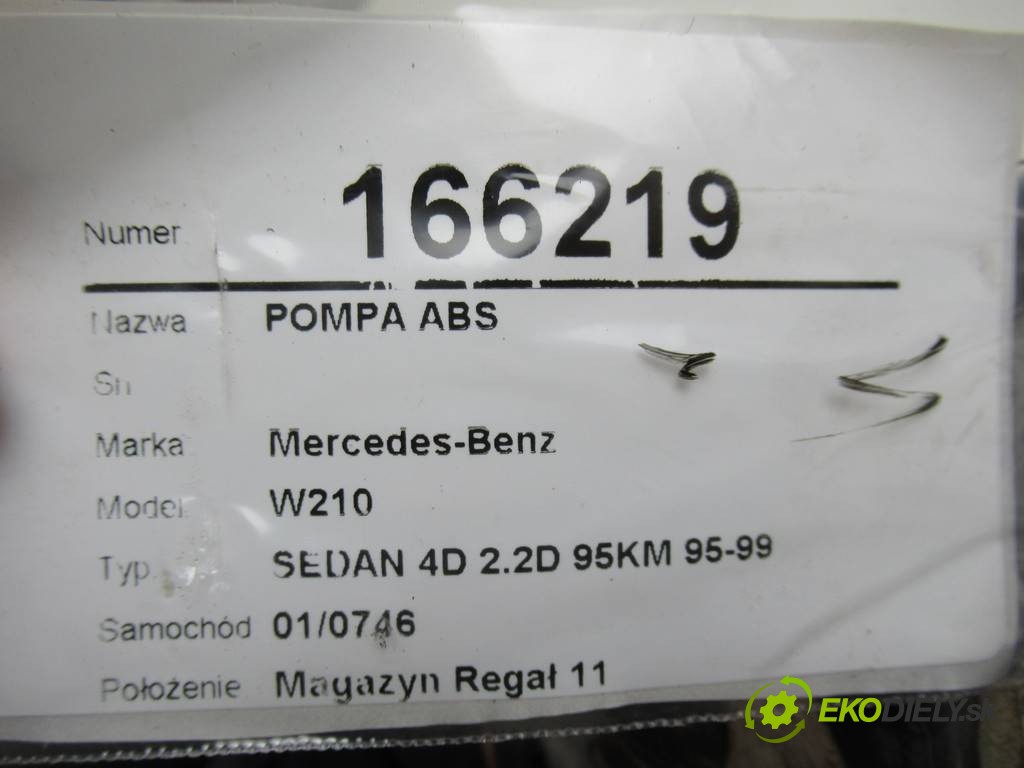 Numer 166219
Nazwa POMPA ABS
Sn
Marka Mercedes-Benz
Model W210
Typ SEDAN 4D 2.2D 95KM 95-99
Samochód 01/0746
Położenie Magazyn Regał 11
EKODIELY.sk